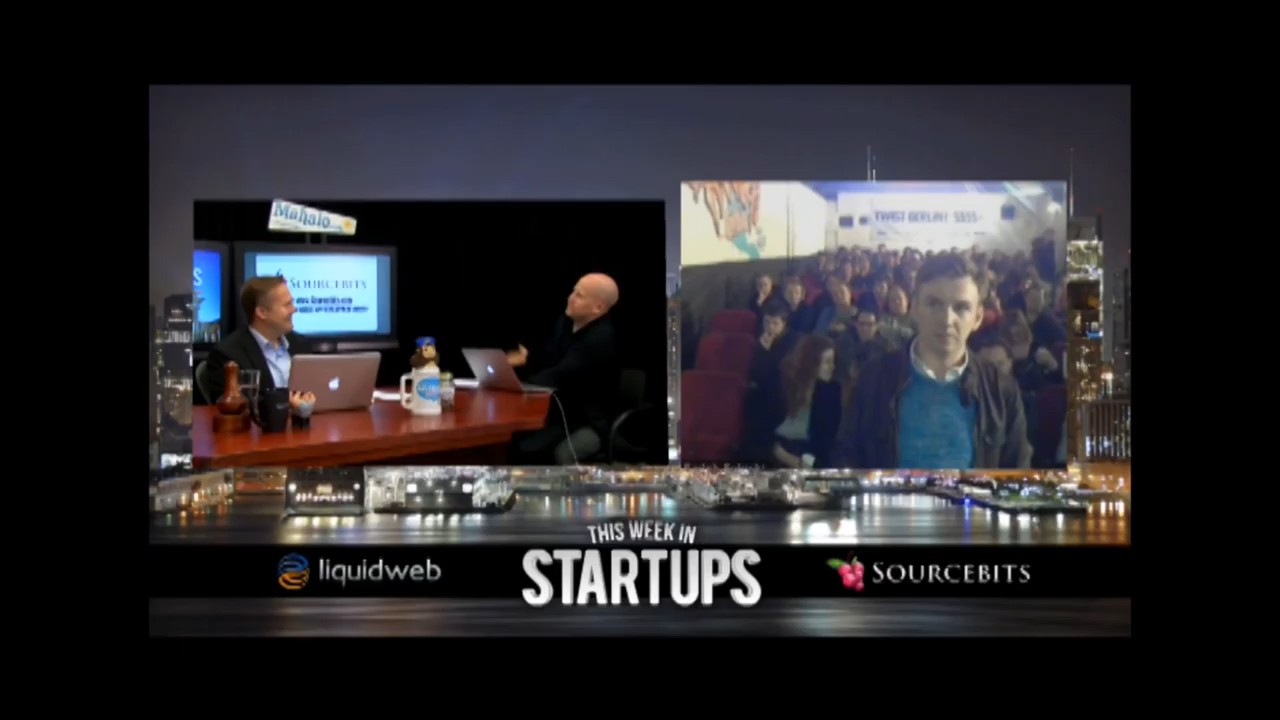 Mahalo
S
SOURCEBITS
TWIST BERLIN!
THIS WEEK IN
STARTUPS
liquidweb
SOURCEBITS